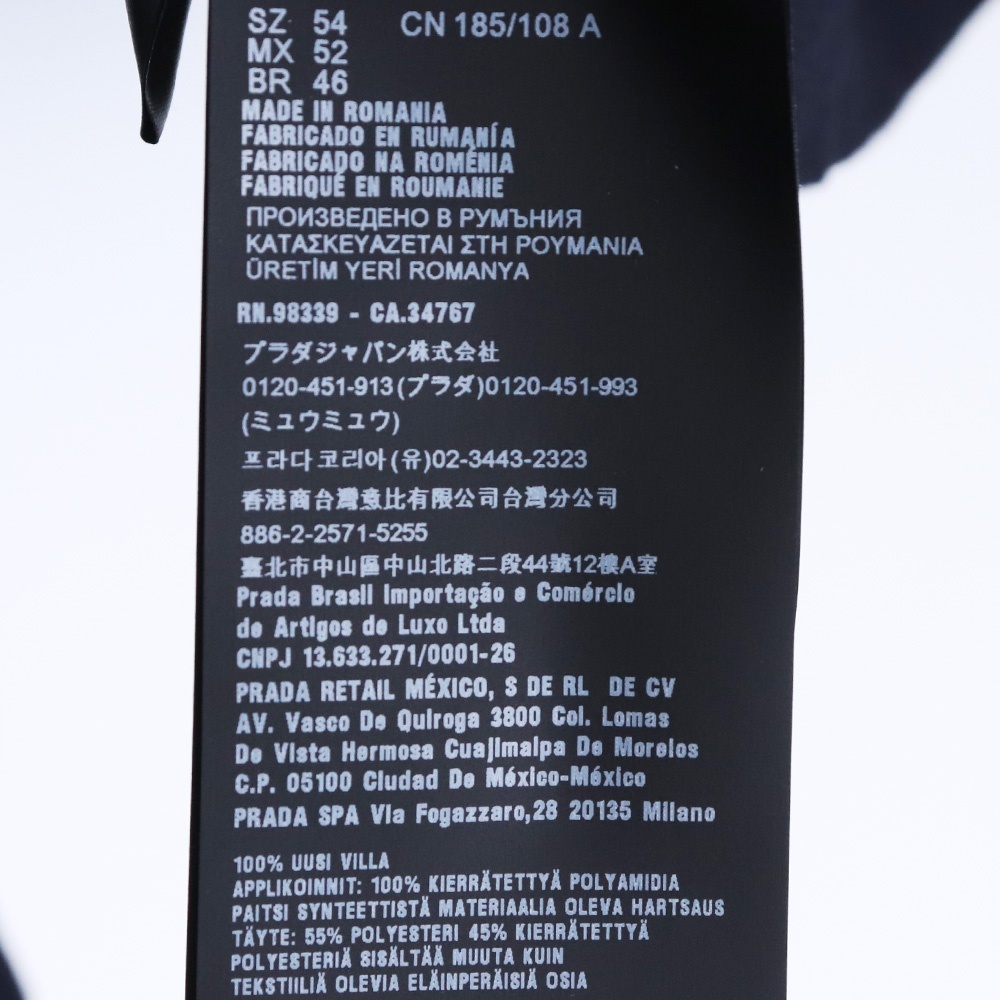 SZ 54 CN 185/108 A
MX 52
BR 46
MADE IN ROMANIA
FABRICADO EN RUMANÍA
FABRICADO NA ROMÉNIA
FABRIQUÉ EN ROUMANIE
ПРОИЗВЕДЕНО В РУМЪНИЯ
ΚΑΤΑΣΚΕΥΑΖΕΤΑΙ ΣΤΗ ΡΟΥΜΑΝΙΑ
ÜRETİM YERİ ROMANYA
RN.98339 - CA.34767
プラダジャパン株式会社
0120-451-913(プラダ)0120-451-993
(ミュウミュウ)
프라다 코리아(유)02-3443-2323
香港商台灣意比有限公司台灣分公司
886-2-2571-5255
臺北市中山區中山北路二段44號12樓A室
Prada Brasil Importação e Comércio
de Artigos de Luxo Ltda
CNPJ 13.633.271/0001-26
PRADA RETAIL MÉXICO, S DE RL DE CV
AV. Vasco De Quiroga 3800 Col. Lomas
De Vista Hermosa Cuajimalpa De Morelos
C.P. 05100 Ciudad De México-México
PRADA SPA Via Fogazzaro,28 20135 Milano
100% UUSI VILLA
APPLIKOINNIT: 100% KIERRÄTETTYÄ POLYAMIDIA
PAITSI SYNTEETTISTÄ MATERIAALIA OLEVA HARTSAUS
TÄYTE: 55% POLYESTERI 45% KIERRÄTETTYÄ
POLYESTERIÄ SISÄLTÄÄ MUUTA KUIN
TEKSTIILIÄ OLEVIA ELÄINPERÄISIÄ OSIA